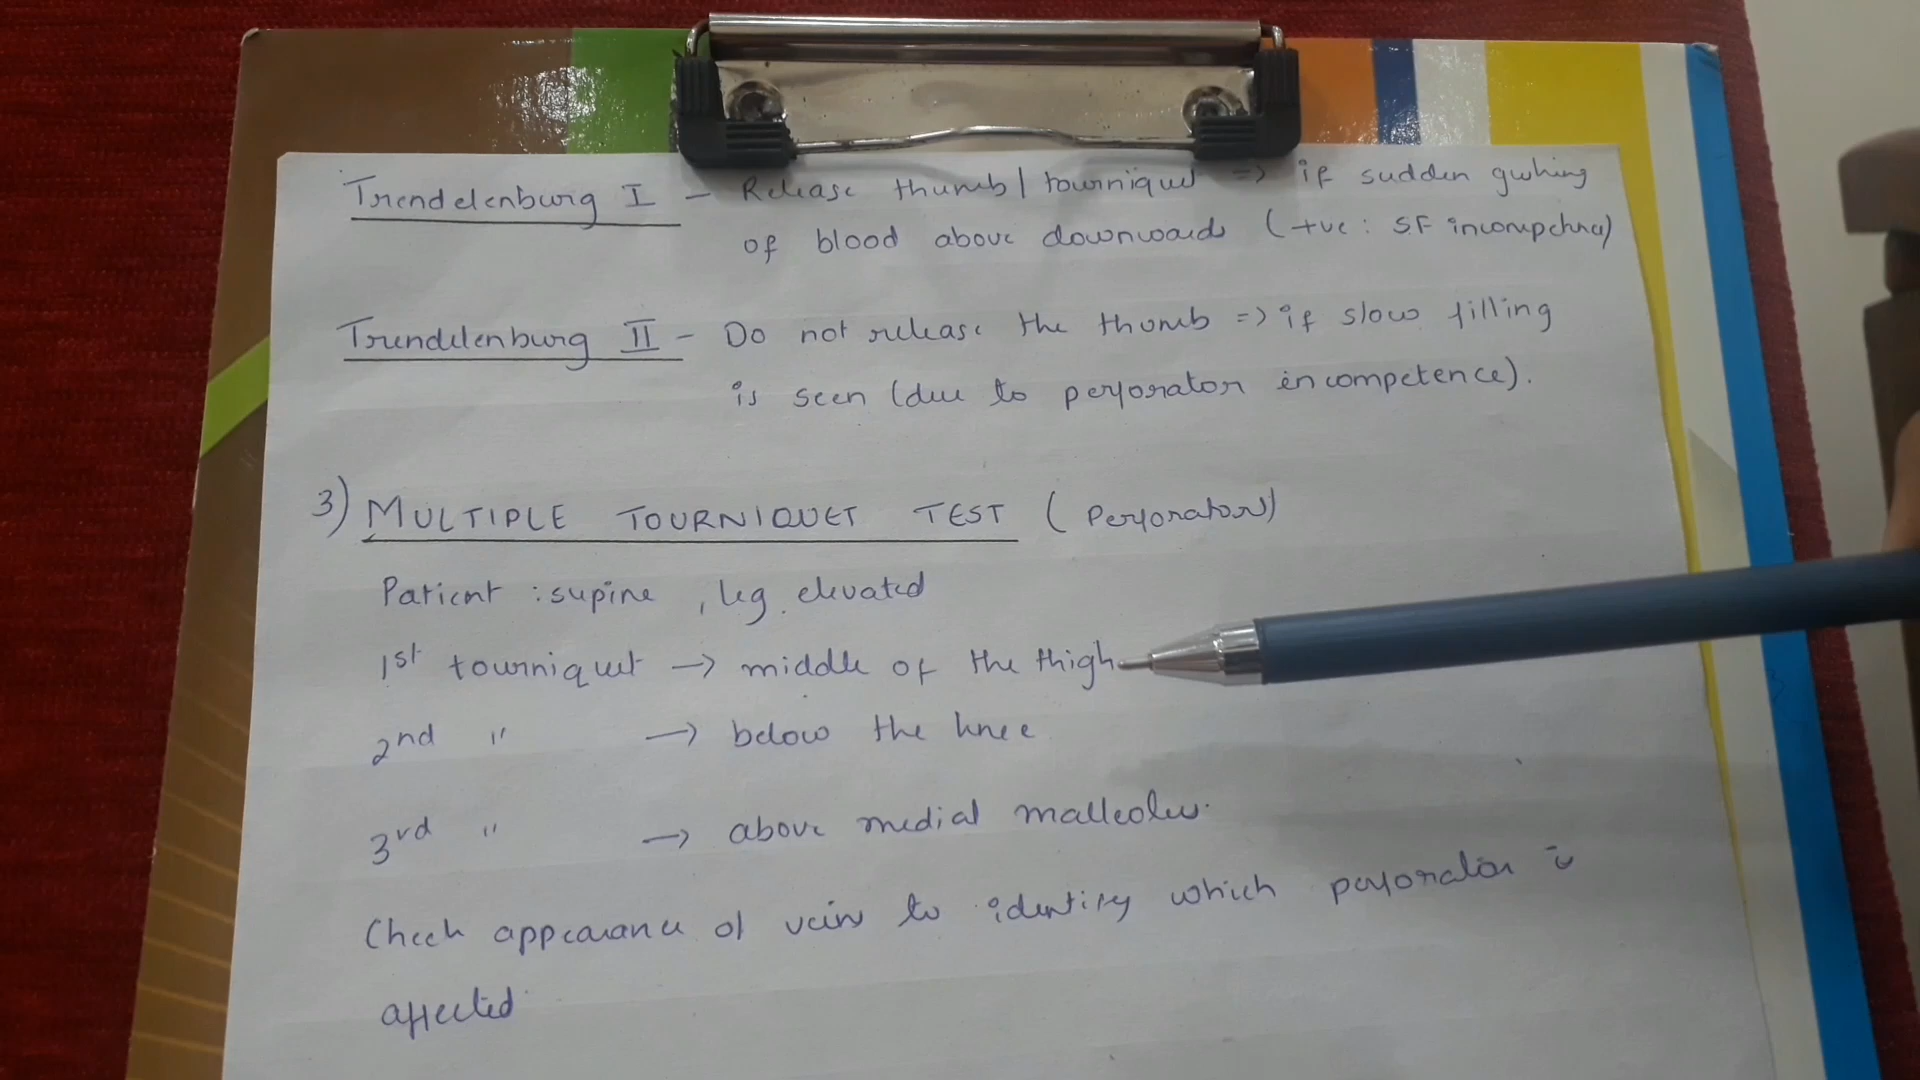 Trendelenburg I - Release thumb/tourniquet => if sudden gushing
of blood above downwards (+ve: SF incompetence)
Trendelenburg II - Do not release the thumb => if slow filling
is seen (due to perforator incompetence).
3) MULTIPLE TOURNIQUET TEST (Perforators)
Patient : supine, leg elevated
1st tourniquet → middle of the thigh
2nd " → below the knee
3rd " → above medial malleolus.
Check appearance of veins to identify which perforator is
affected